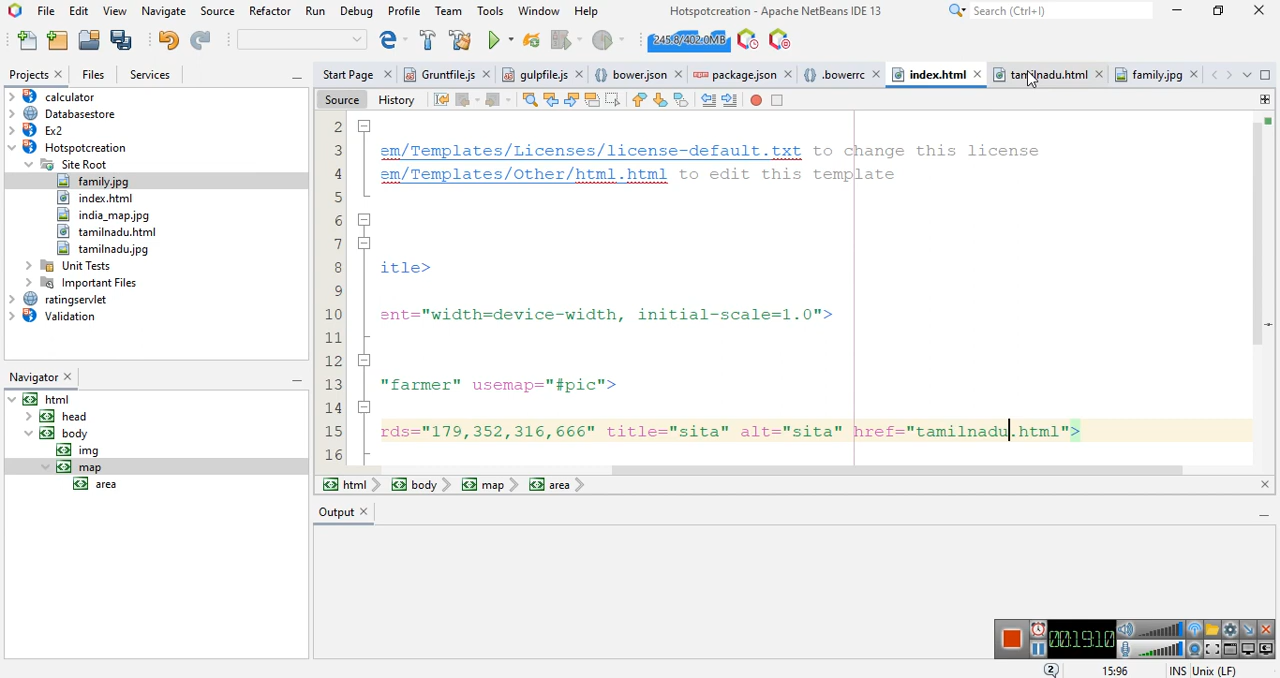 File Edit View Navigate Source Refactor Run Debug Profile Team Tools Window Help
Hotspotcreation - Apache NetBeans IDE 13
Search (Ctrl+I)
245.8/402.0MB
Projects Files Services
Start Page Gruntfile.js gulpfile.js bower.json package.json .bowerrc index.html tamilnadu.html family.jpg
Source History
calculator
Databasestore
Ex2
Hotspotcreation
Site Root
family.jpg
index.html
india_map.jpg
tamilnadu.html
tamilnadu.jpg
Unit Tests
Important Files
ratingservlet
Validation
Navigator
html
head
body
img
map
area
2
3 em/Templates/Licenses/license-default.txt to change this license
4 em/Templates/Other/html.html to edit this template
5
6
7
8 itle>
9
10 ent="width=device-width, initial-scale=1.0">
11
12
13 "farmer" usemap="#pic">
14
15 rds="179,352,316,666" title="sita" alt="sita" href="tamilnadu.html">
16
html body map area
Output
00:19:10
2 15:96 INS Unix (LF)